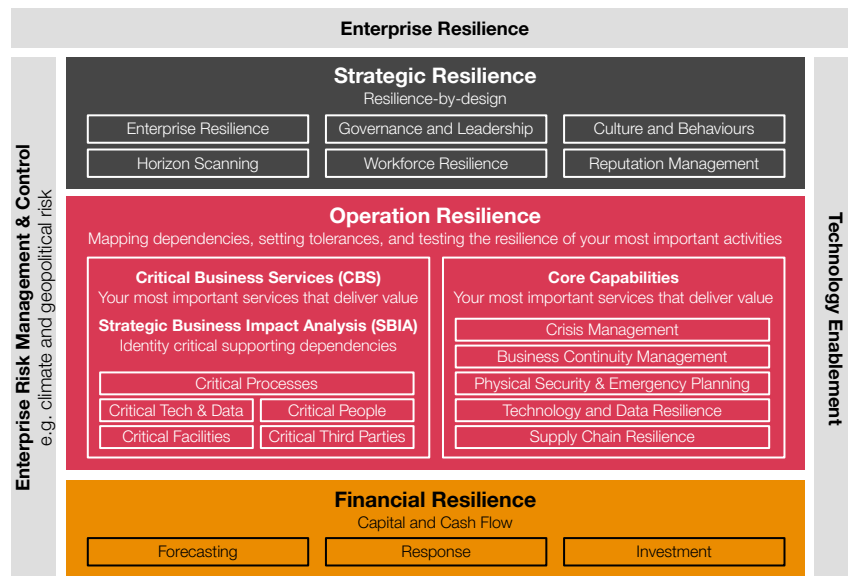 Enterprise Resilience
Enterprise Risk Management & Control
e.g. climate and geopolitical risk
Strategic Resilience
Resilience-by-design
Enterprise Resilience
Governance and Leadership
Culture and Behaviours
Horizon Scanning
Workforce Resilience
Reputation Management
Operation Resilience
Mapping dependencies, setting tolerances, and testing the resilience of your most important activities
Critical Business Services (CBS)
Your most important services that deliver value
Strategic Business Impact Analysis (SBIA)
Identity critical supporting dependencies
Critical Processes
Critical Tech & Data
Critical People
Critical Facilities
Critical Third Parties
Core Capabilities
Your most important services that deliver value
Crisis Management
Business Continuity Management
Physical Security & Emergency Planning
Technology and Data Resilience
Supply Chain Resilience
Financial Resilience
Capital and Cash Flow
Forecasting
Response
Investment
Technology Enablement